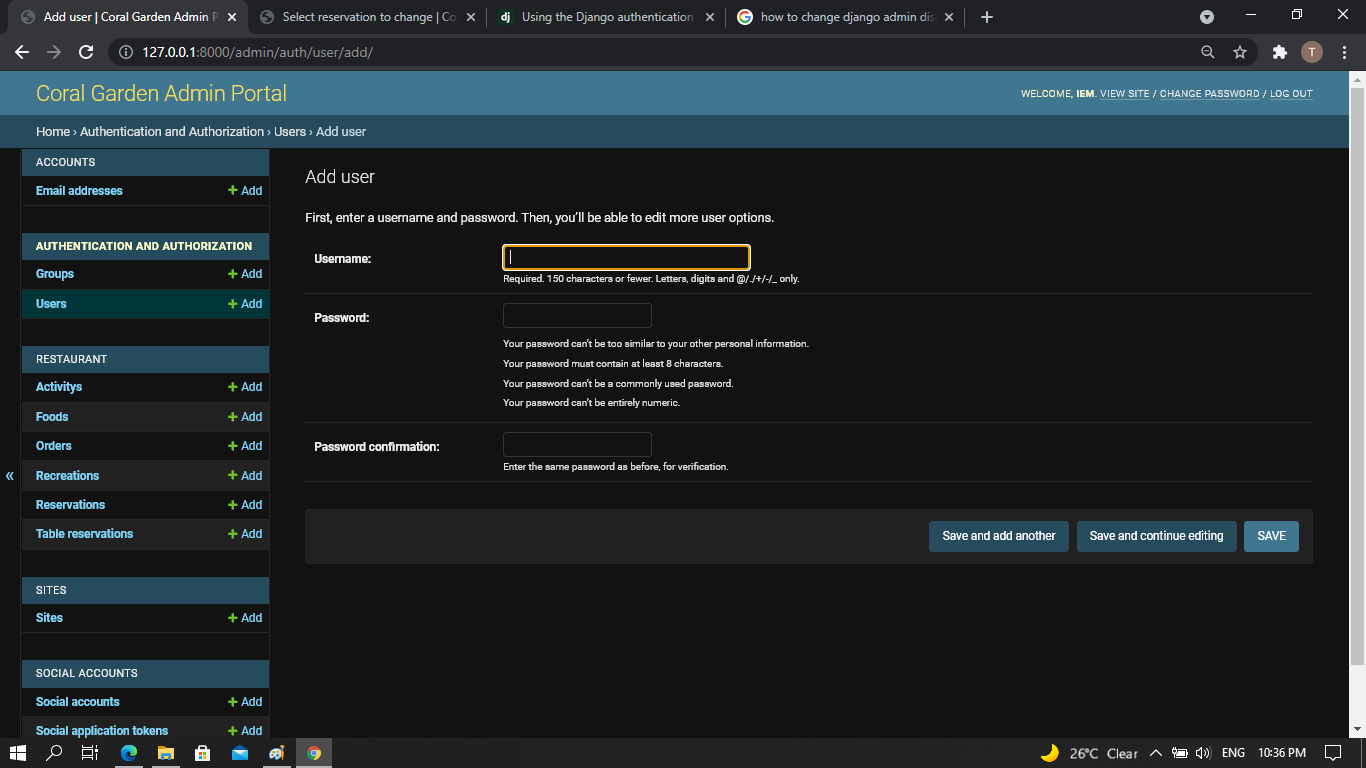 Add user | Coral Garden Admin P
Select reservation to change | Co
dj Using the Django authentication
how to change django admin dis
127.0.0.1:8000/admin/auth/user/add/
T
Coral Garden Admin Portal
WELCOME, IEM. VIEW SITE / CHANGE PASSWORD / LOG OUT
Home › Authentication and Authorization › Users › Add user
ACCOUNTS
Email addresses + Add
AUTHENTICATION AND AUTHORIZATION
Groups + Add
Users + Add
RESTAURANT
Activitys + Add
Foods + Add
Orders + Add
« Recreations + Add
Reservations + Add
Table reservations + Add
SITES
Sites + Add
SOCIAL ACCOUNTS
Social accounts + Add
Social application tokens + Add
Add user
First, enter a username and password. Then, you'll be able to edit more user options.
Username:
Required. 150 characters or fewer. Letters, digits and @/./+/-/_ only.
Password:
Your password can't be too similar to your other personal information.
Your password must contain at least 8 characters.
Your password can't be a commonly used password.
Your password can't be entirely numeric.
Password confirmation:
Enter the same password as before, for verification.
Save and add another
Save and continue editing
SAVE
26°C Clear
ENG
10:36 PM